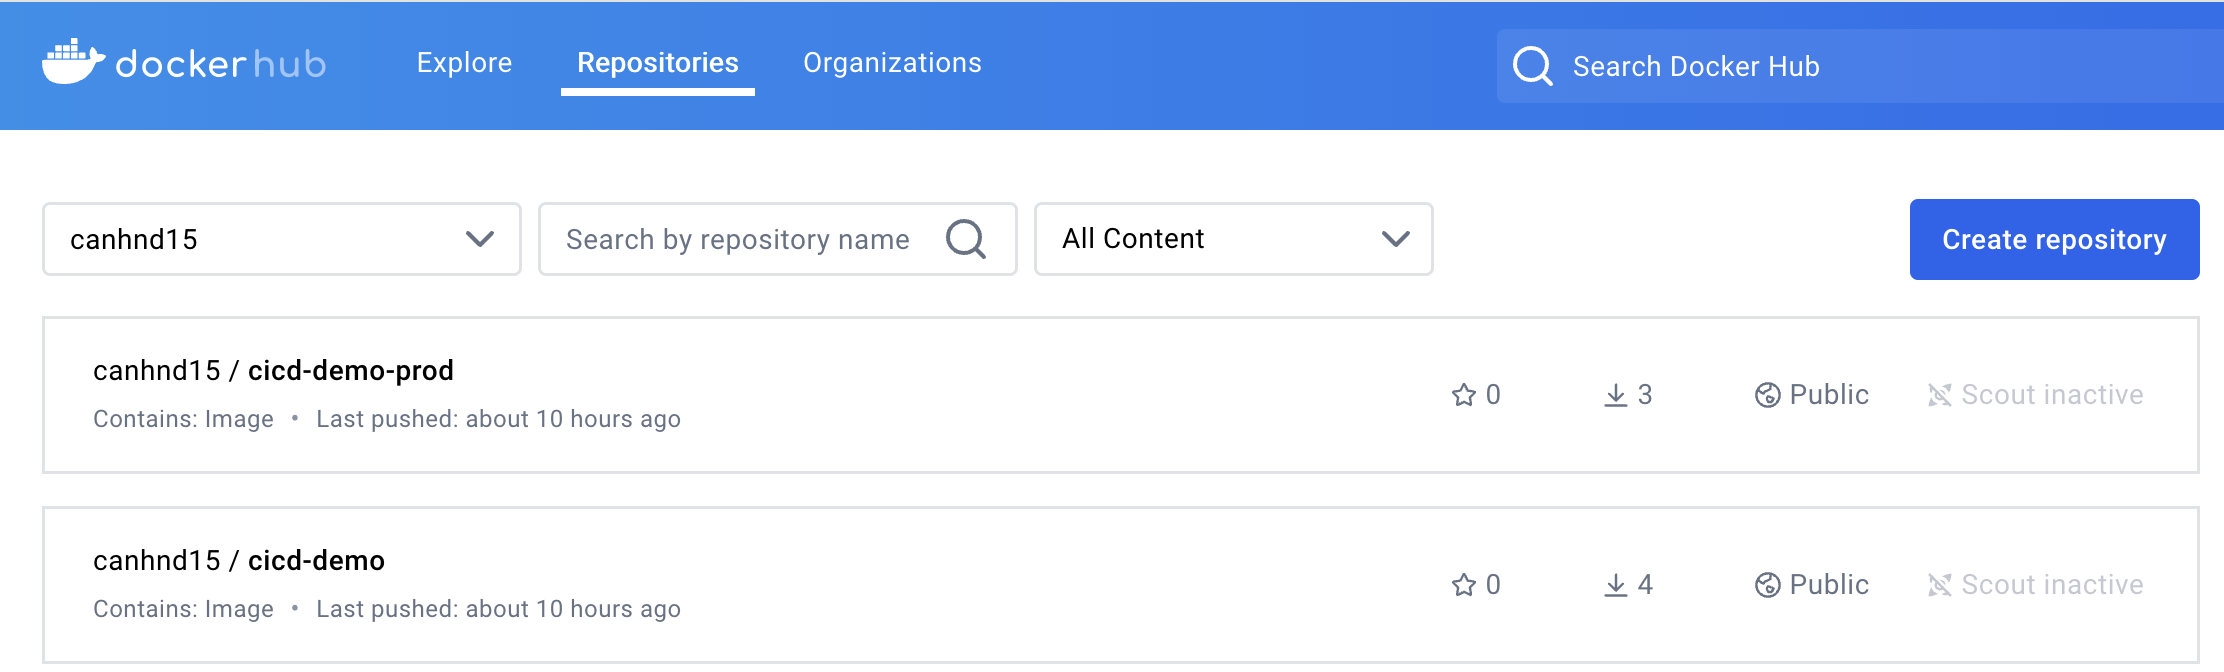 dockerhub Explore Repositories Organizations Search Docker Hub
canhnd15 Search by repository name All Content Create repository
canhnd15 / cicd-demo-prod
0 3 Public Scout inactive
Contains: Image • Last pushed: about 10 hours ago
canhnd15 / cicd-demo
0 4 Public Scout inactive
Contains: Image • Last pushed: about 10 hours ago